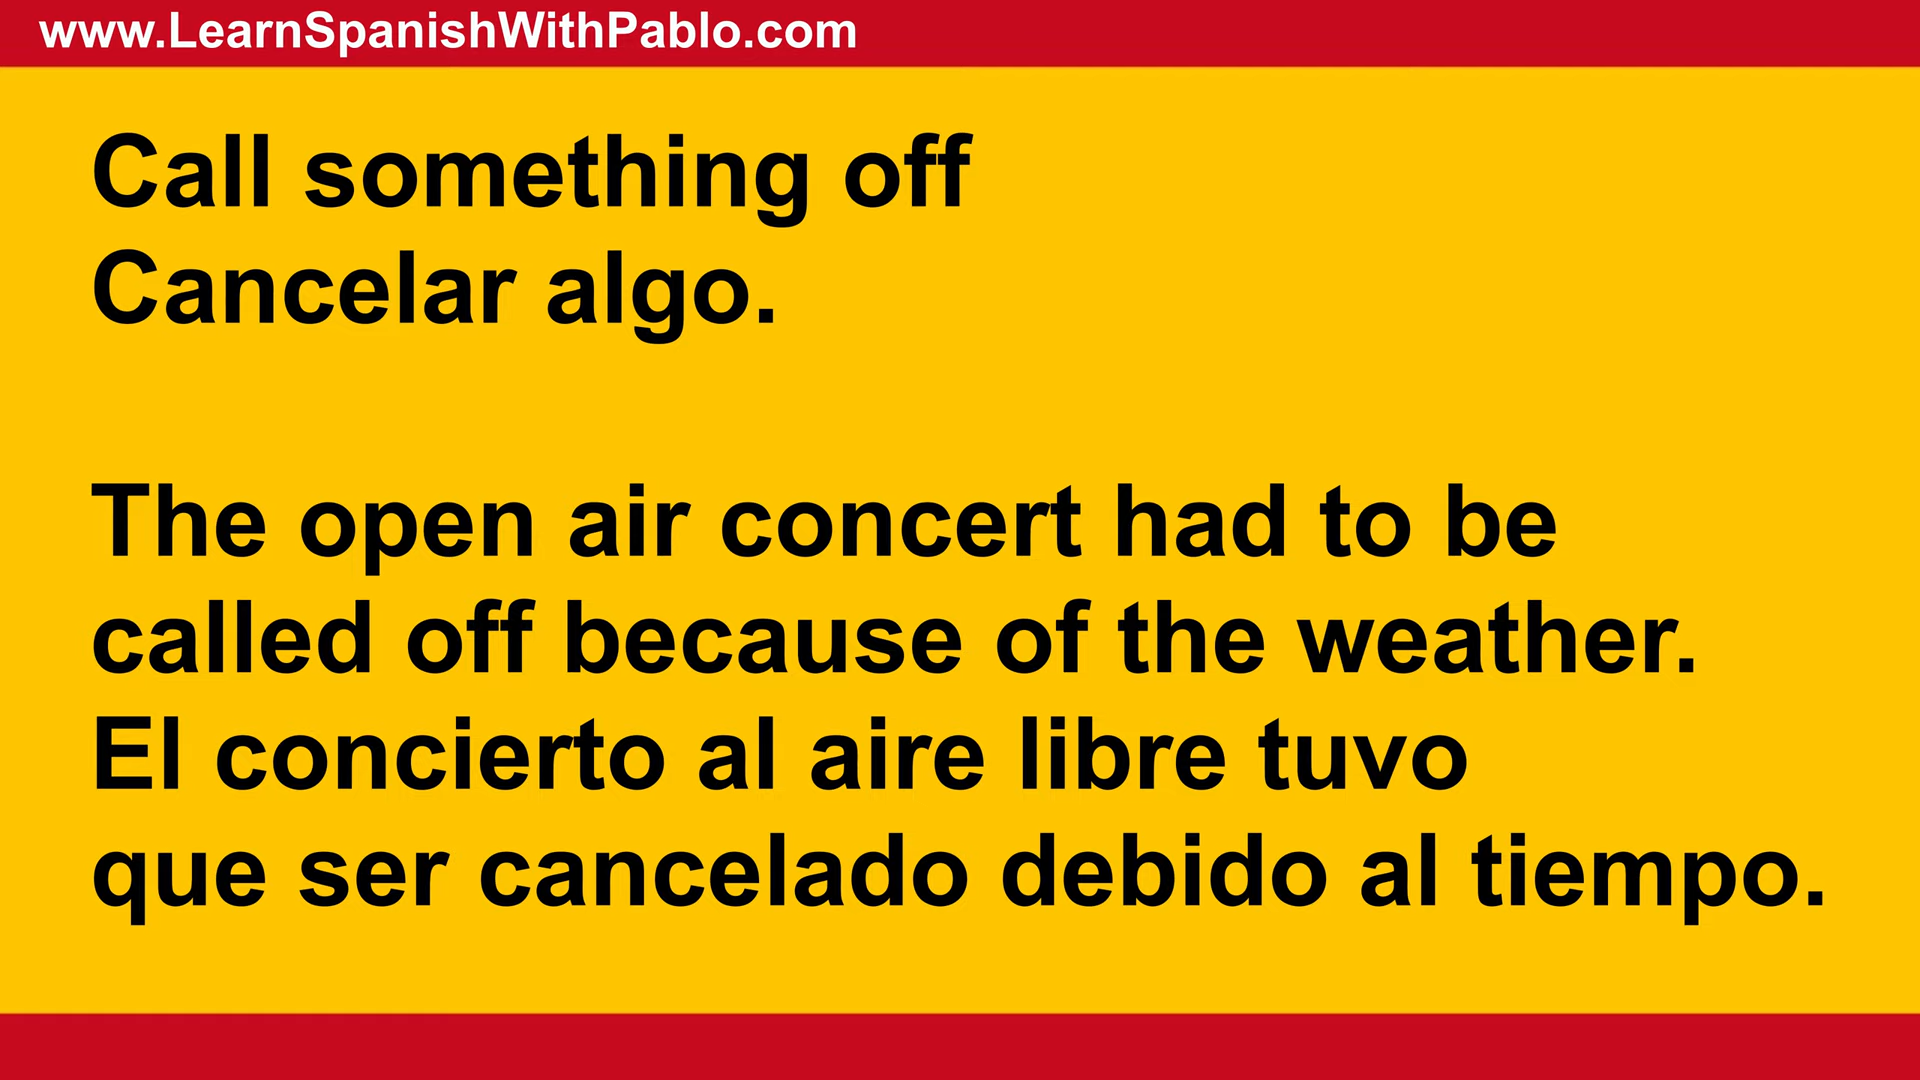 www.LearnSpanishWithPablo.com
Call something off
Cancelar algo.
The open air concert had to be
called off because of the weather.
El concierto al aire libre tuvo
que ser cancelado debido al tiempo.